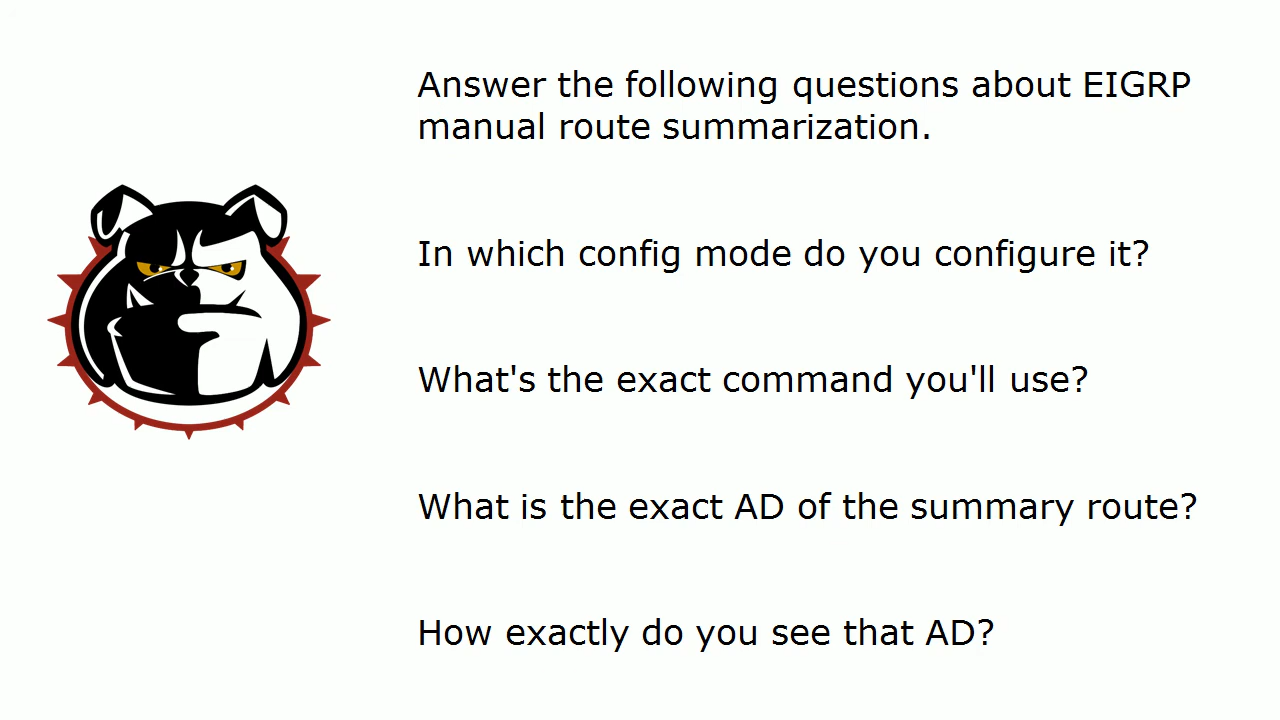 Answer the following questions about EIGRP
manual route summarization.
In which config mode do you configure it?
What's the exact command you'll use?
What is the exact AD of the summary route?
How exactly do you see that AD?